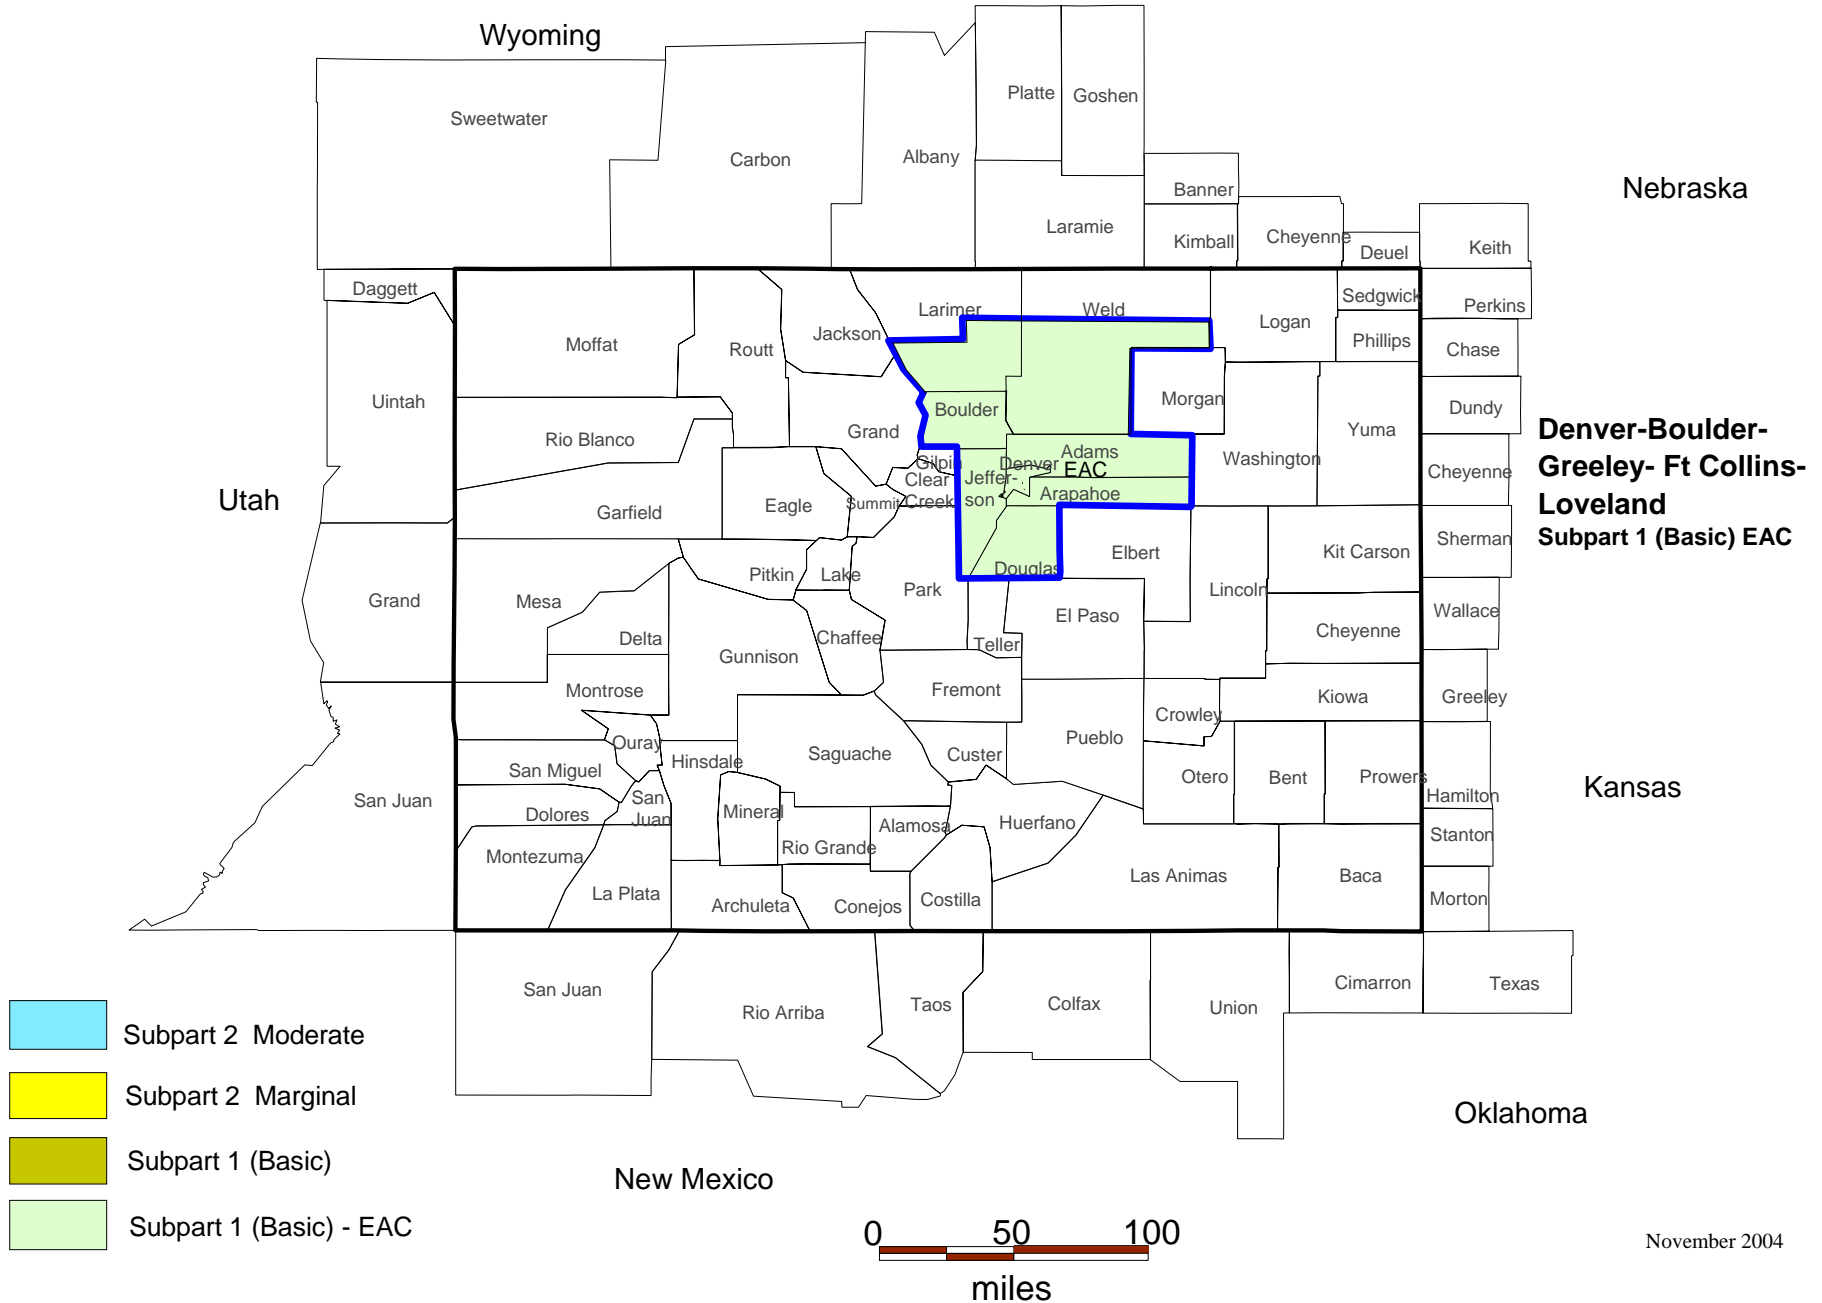 Wyoming
Platte
Goshen
Sweetwater
Carbon
Albany
Banner
Nebraska
Laramie
Kimball
Cheyenne
Deuel
Keith
Daggett
Larimer
Weld
Sedgwick
Perkins
Jackson
Logan
Moffat
Routt
Phillips
Chase
Uintah
Boulder
Morgan
Dundy
Rio Blanco
Grand
Yuma
Denver-Boulder-
Greeley- Ft Collins-
Loveland
Subpart 1 (Basic) EAC
Adams
Gilpin
Denver
EAC
Washington
Cheyenne
Clear
Creek
Jeffer-
son
Arapahoe
Utah
Garfield
Eagle
Summit
Elbert
Kit Carson
Sherman
Pitkin
Lake
Douglas
Park
Lincoln
Grand
Mesa
El Paso
Wallace
Delta
Chaffee
Teller
Cheyenne
Gunnison
Montrose
Fremont
Kiowa
Greeley
Crowley
Ouray
Hinsdale
Saguache
Custer
Pueblo
San Miguel
Otero
Bent
Prowers
Kansas
San Juan
San
Juan
Hamilton
Dolores
Mineral
Alamosa
Huerfano
Stanton
Rio Grande
Montezuma
La Plata
Las Animas
Baca
Archuleta
Conejos
Costilla
Morton
San Juan
Rio Arriba
Taos
Colfax
Union
Cimarron
Texas
Subpart 2  Moderate
Subpart 2  Marginal
Subpart 1 (Basic)
Subpart 1 (Basic) - EAC
Oklahoma
New Mexico
0 50 100
miles
November 2004